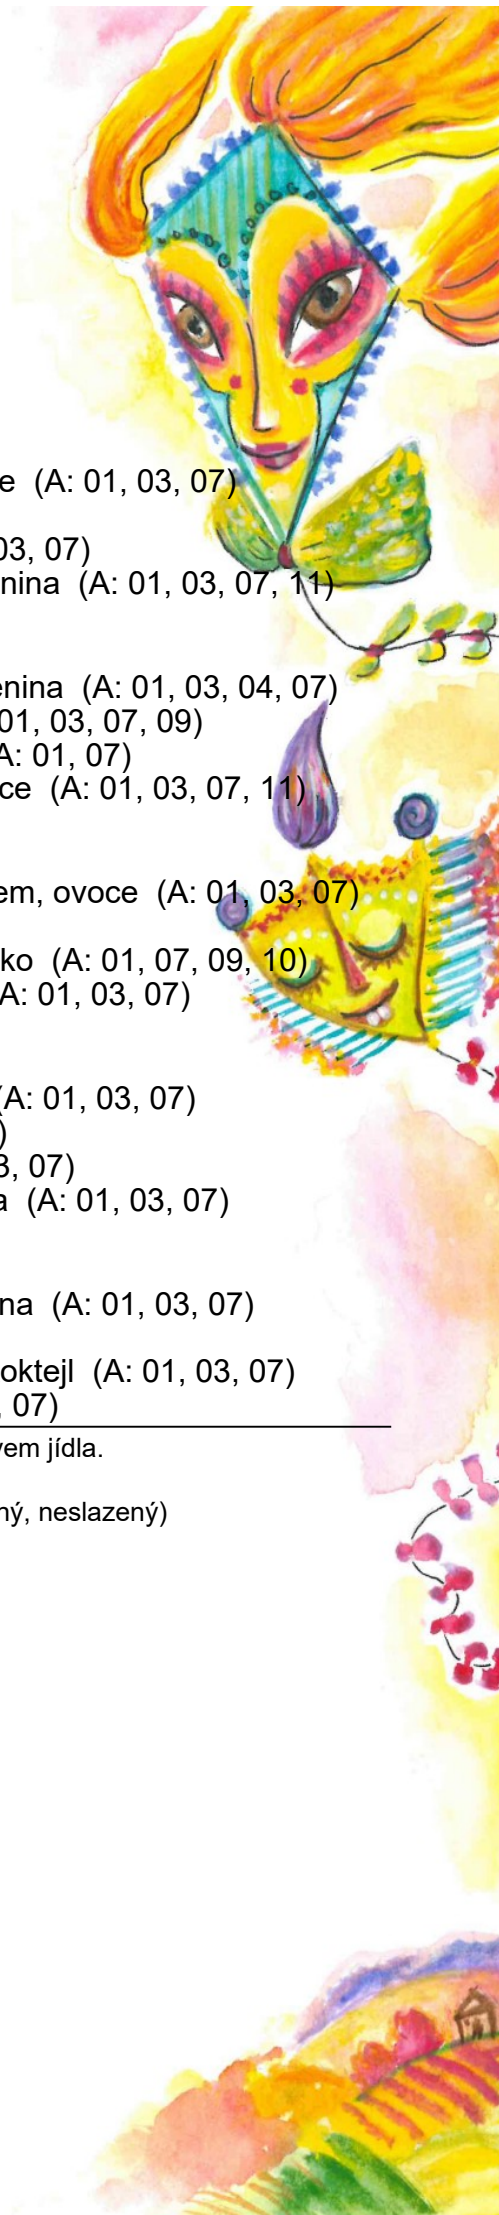 e (A: 01, 03, 07)
03, 07)
nina (A: 01, 03, 07, 11)
enina (A: 01, 03, 04, 07)
01, 03, 07, 09)
A: 01, 07)
ce (A: 01, 03, 07, 11)
em, ovoce (A: 01, 03, 07)
ko (A: 01, 07, 09, 10)
A: 01, 03, 07)
(A: 01, 03, 07)
)
3, 07)
a (A: 01, 03, 07)
na (A: 01, 03, 07)
oktejl (A: 01, 03, 07)
, 07)
vem jídla.
ný, neslazený)